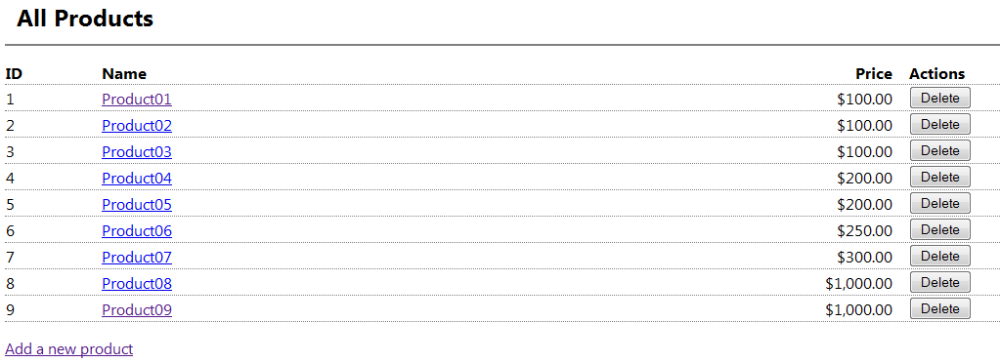 All Products
ID Name Price Actions
1 Product01 $100.00 Delete
2 Product02 $100.00 Delete
3 Product03 $100.00 Delete
4 Product04 $200.00 Delete
5 Product05 $200.00 Delete
6 Product06 $250.00 Delete
7 Product07 $300.00 Delete
8 Product08 $1,000.00 Delete
9 Product09 $1,000.00 Delete
Add a new product